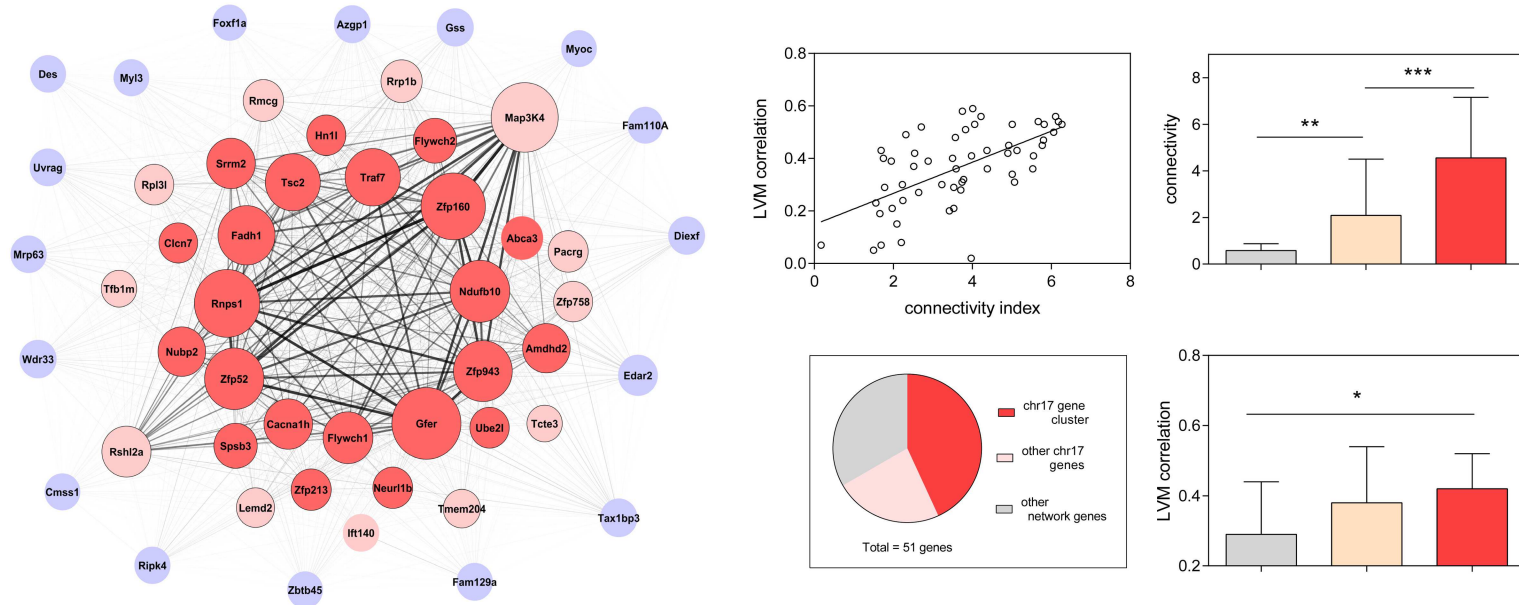 Foxf1a
Azgp1
Gss
Myoc
Des
Myl3
Rrp1b
Rmcg
Map3K4
Fam110A
Hn1l
Flywch2
Uvrag
Srrm2
Rpl3l
Tsc2
Traf7
Zfp160
Diexf
Clcn7
Fadh1
Abca3
Pacrg
Mrp63
Tfb1m
Rnps1
Ndufb10
Zfp758
Wdr33
Nubp2
Amdhd2
Zfp52
Zfp943
Edar2
Gfer
Cacna1h
Ube2l
Tcte3
Rshl2a
Spsb3
Flywch1
Cmss1
Zfp213
Neurl1b
Lemd2
Tmem204
Tax1bp3
Ift140
Ripk4
Zbtb45
Fam129a
0.8
0.6
0.4
0.2
0.0
LVM correlation
0
2
4
6
8
connectivity index
8
6
4
2
0
connectivity
**
***
chr17 gene
cluster
other chr17
genes
other
network genes
Total = 51 genes
0.8
0.6
0.4
0.2
LVM correlation
*